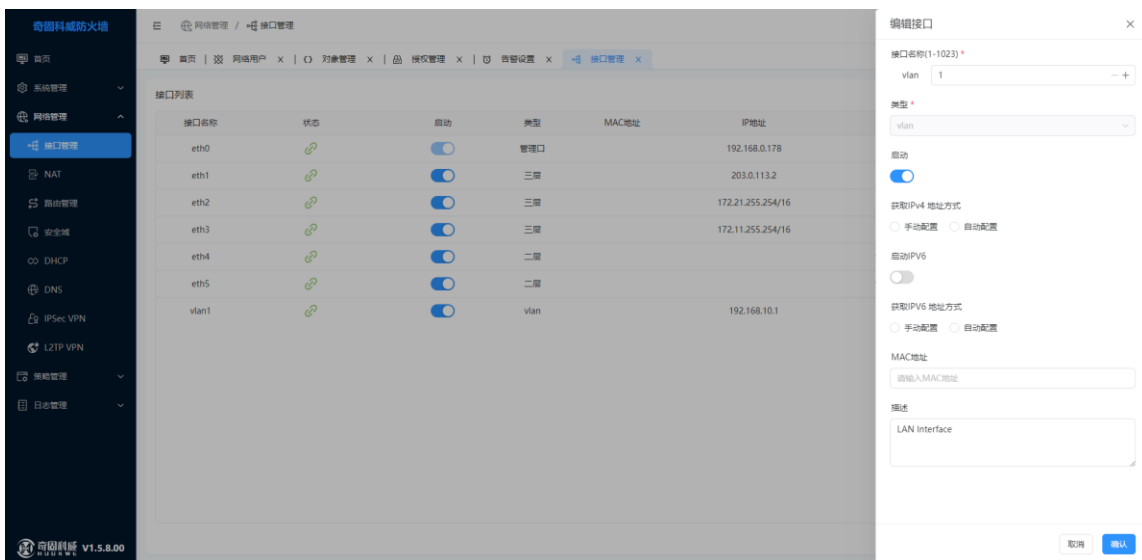 奇固科威防火墙
首页
系统管理
网络管理
接口管理
NAT
路由管理
安全域
DHCP
DNS
IPSec VPN
L2TP VPN
策略管理
日志管理
奇固科威 V1.5.8.00
网络管理 / 接口管理
首页 | 网络用户 × | 对象管理 × | 授权管理 × | 告警设置 × 接口管理 ×
接口列表
接口名称 状态 启动 类型 MAC地址 IP地址
eth0 管理口 192.168.0.178
eth1 三层 203.0.113.2
eth2 三层 172.21.255.254/16
eth3 三层 172.11.255.254/16
eth4 二层
eth5 二层
vlan1 vlan 192.168.10.1
编辑接口 ×
接口名称(1-1023) *
vlan 1 − +
类型 *
vlan
启动
获取IPv4 地址方式
手动配置 自动配置
启动IPV6
获取IPV6 地址方式
手动配置 自动配置
MAC地址
请输入MAC地址
描述
LAN Interface
取消 确认